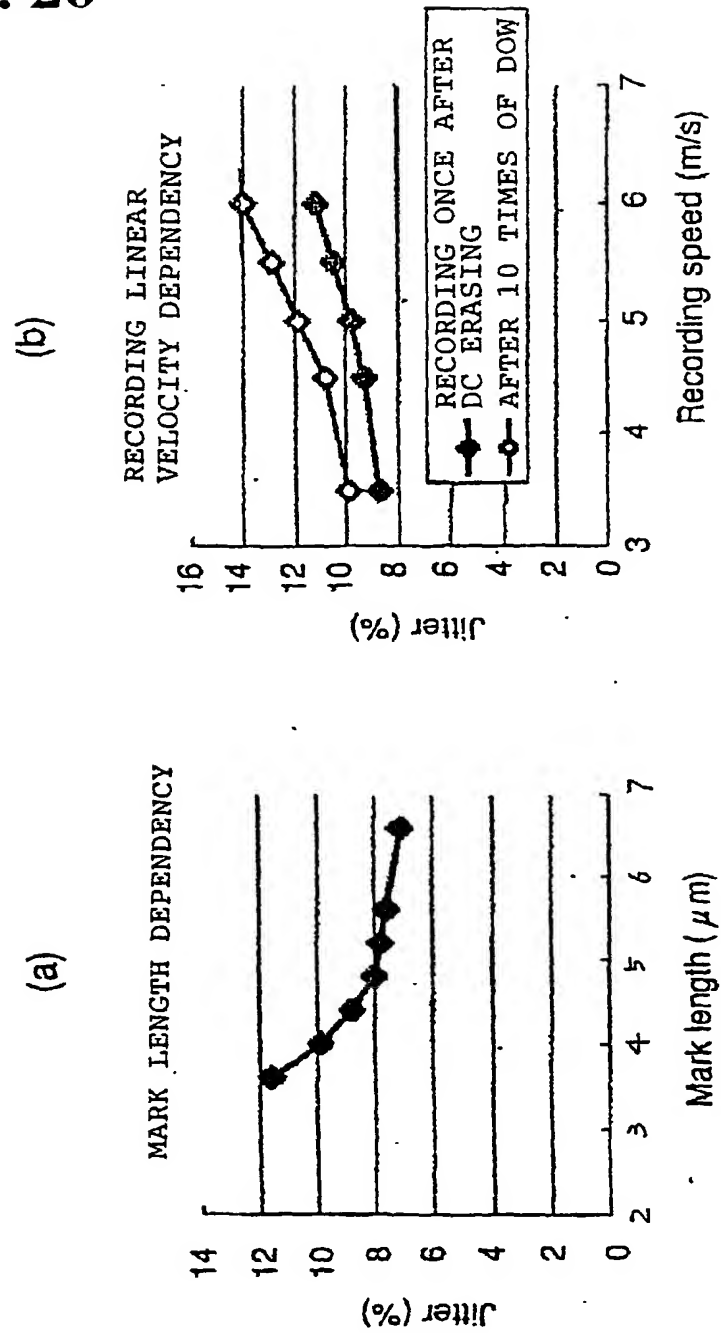 (a)
MARK LENGTH DEPENDENCY
14
12
10
8
6
4
2
0
Jitter (%)
2 3 4 5 6 7
Mark length (μm)
(b)
RECORDING LINEAR
VELOCITY DEPENDENCY
16
14
12
10
8
6
4
2
0
Jitter (%)
RECORDING ONCE AFTER
DC ERASING
AFTER 10 TIMES OF DOW
3 4 5 6 7
Recording speed (m/s)